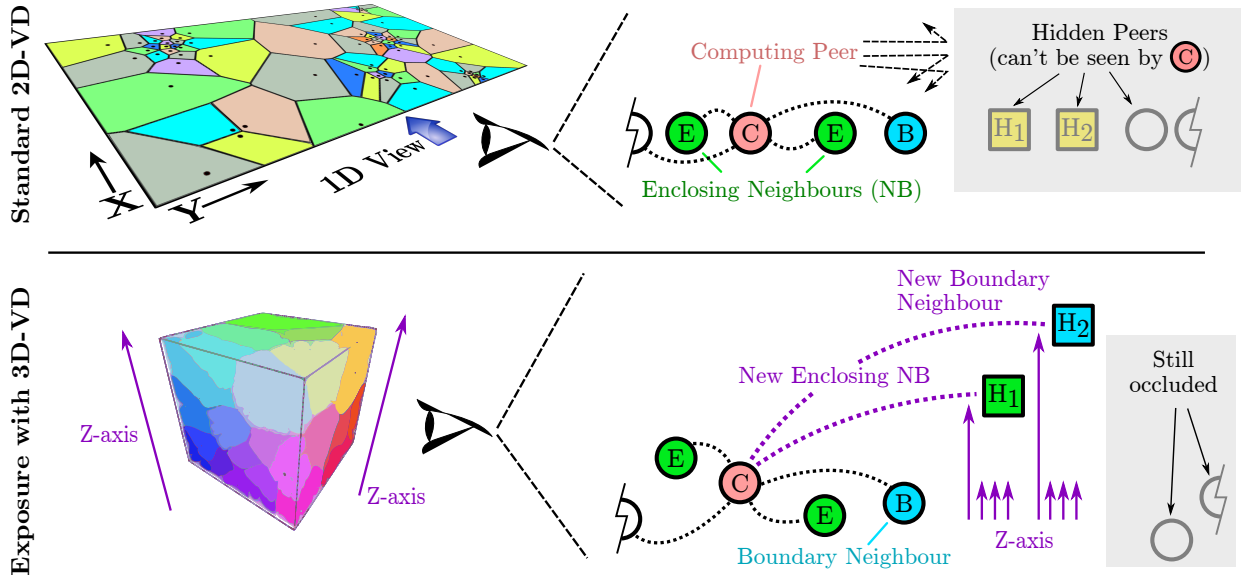 Standard 2D-VD
X
Y
1D View
Computing Peer
E
C
E
B
Enclosing Neighbours (NB)
Hidden Peers
(can't be seen by C)
H1
H2
Exposure with 3D-VD
Z-axis
Z-axis
New Boundary
Neighbour
New Enclosing NB
H2
H1
E
C
E
B
Boundary Neighbour
Z-axis
Still
occluded